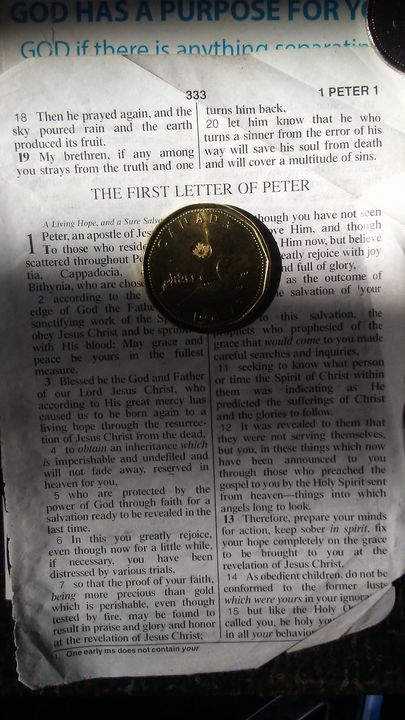 GOD HAS A PURPOSE FOR
GOD if there is anything separatin
333
1 PETER 1
18 Then he prayed again, and the
sky poured rain and the earth
produced its fruit.
19 My brethren, if any among
you strays from the truth and one
turns him back,
20 let him know that he who
turns a sinner from the error of his
way will save his soul from death
and will cover a multitude of sins.
THE FIRST LETTER OF PETER
A Living Hope, and a Sure Salva
1 Peter, an apostle of Jes
To those who reside
scattered throughout Po
tia, Cappadocia,
Bithynia, who are chose
2 according to the
edge of God the Fathe
sanctifying work of the Sp
obey Jesus Christ and be sprink
with His blood: May grace and
peace be yours in the fullest
measure.
3 Blessed be the God and Father
of our Lord Jesus Christ, who
according to His great mercy has
caused us to be born again to a
living hope through the resurrec-
tion of Jesus Christ from the dead,
4 to obtain an inheritance which
is imperishable and undefiled and
will not fade away, reserved in
heaven for you,
5 who are protected by the
power of God through faith for a
salvation ready to be revealed in the
last time.
6 In this you greatly rejoice,
even though now for a little while,
if necessary, you have been
distressed by various trials,
7 so that the proof of your faith,
being more precious than gold
which is perishable, even though
tested by fire, may be found to
result in praise and glory and honor
at the revelation of Jesus Christ;
1. One early ms does not contain your
CANADA
though you have not seen
ve Him, and though
Him now, but believe
eatly rejoice with joy
nd full of glory,
as the outcome of
e salvation of ¹your
to this salvation, the
prophets who prophesied of the
grace that would come to you made
careful searches and inquiries,
11 seeking to know what person
or time the Spirit of Christ within
them was indicating as He
predicted the sufferings of Christ
and the glories to follow.
12 It was revealed to them that
they were not serving themselves,
but you, in these things which now
have been announced to you
through those who preached the
gospel to you by the Holy Spirit sent
from heaven—things into which
angels long to look.
13 Therefore, prepare your minds
for action, keep sober in spirit, fix
your hope completely on the grace
to be brought to you at the
revelation of Jesus Christ.
14 As obedient children, do not be
conformed to the former lusts
which were yours in your ignora
15 but like the Holy O
called you, be holy you
in all your behavior